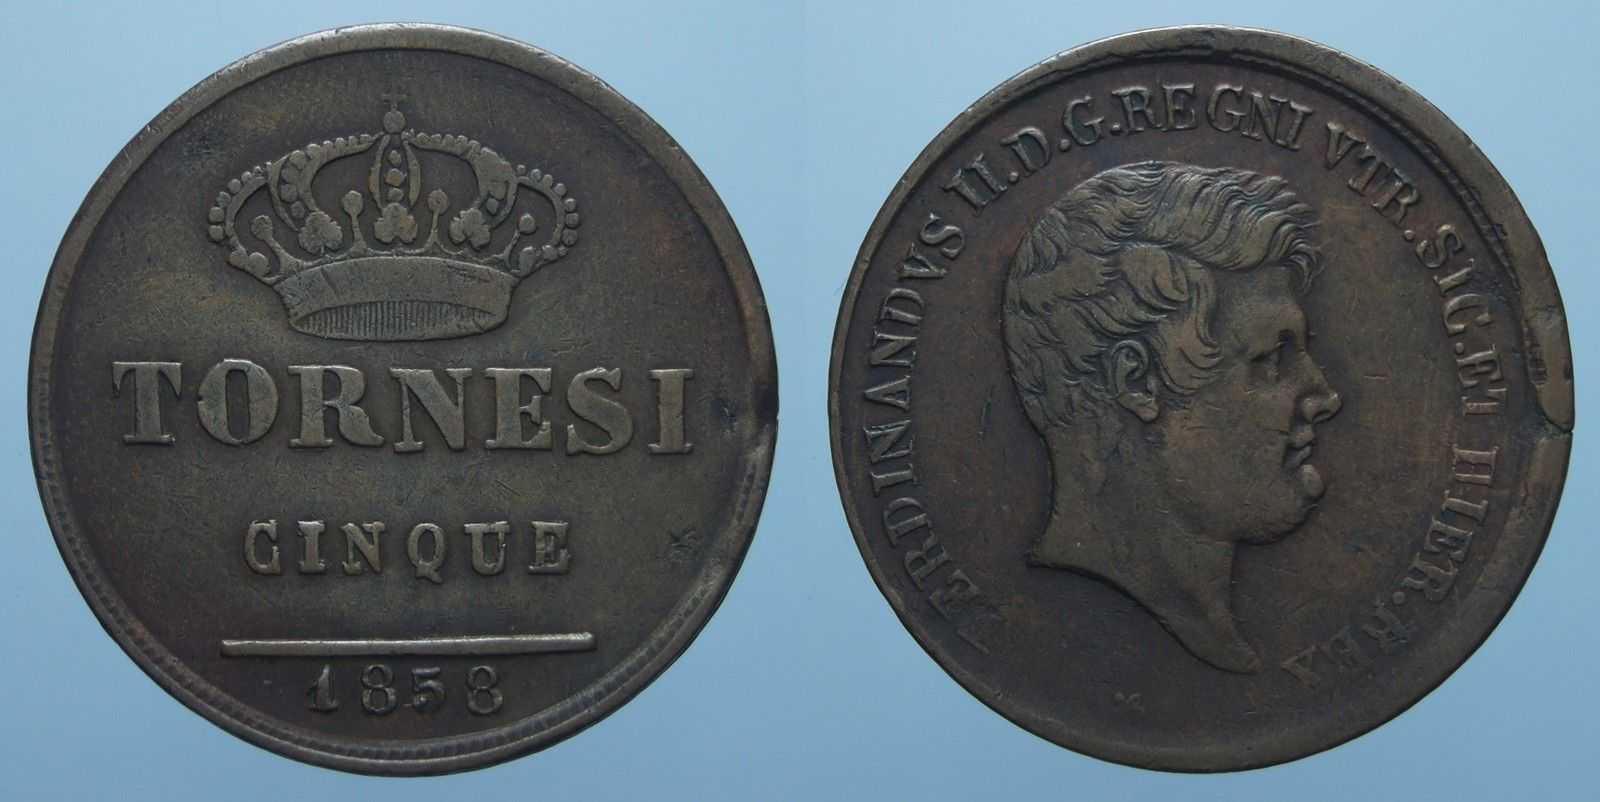 TORNESI
CINQUE
1858
FERDINANDVS II.D.G.REGNI VTR.SIC.ET HIER.REX